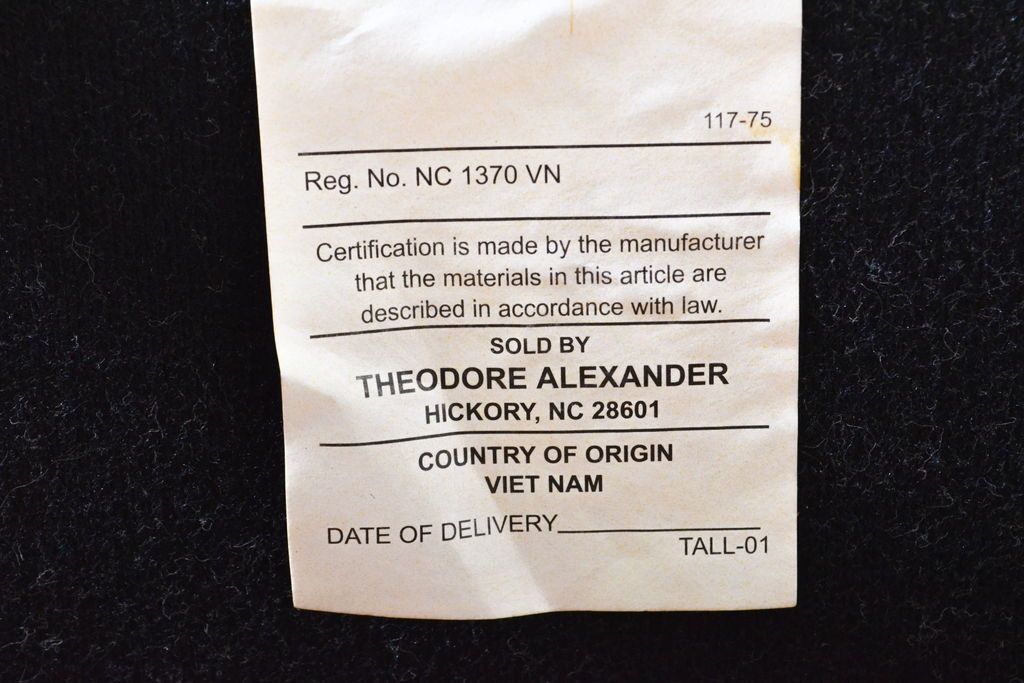 117-75
Reg. No. NC 1370 VN
Certification is made by the manufacturer
that the materials in this article are
described in accordance with law.
SOLD BY
THEODORE ALEXANDER
HICKORY, NC 28601
COUNTRY OF ORIGIN
VIET NAM
DATE OF DELIVERY
TALL-01